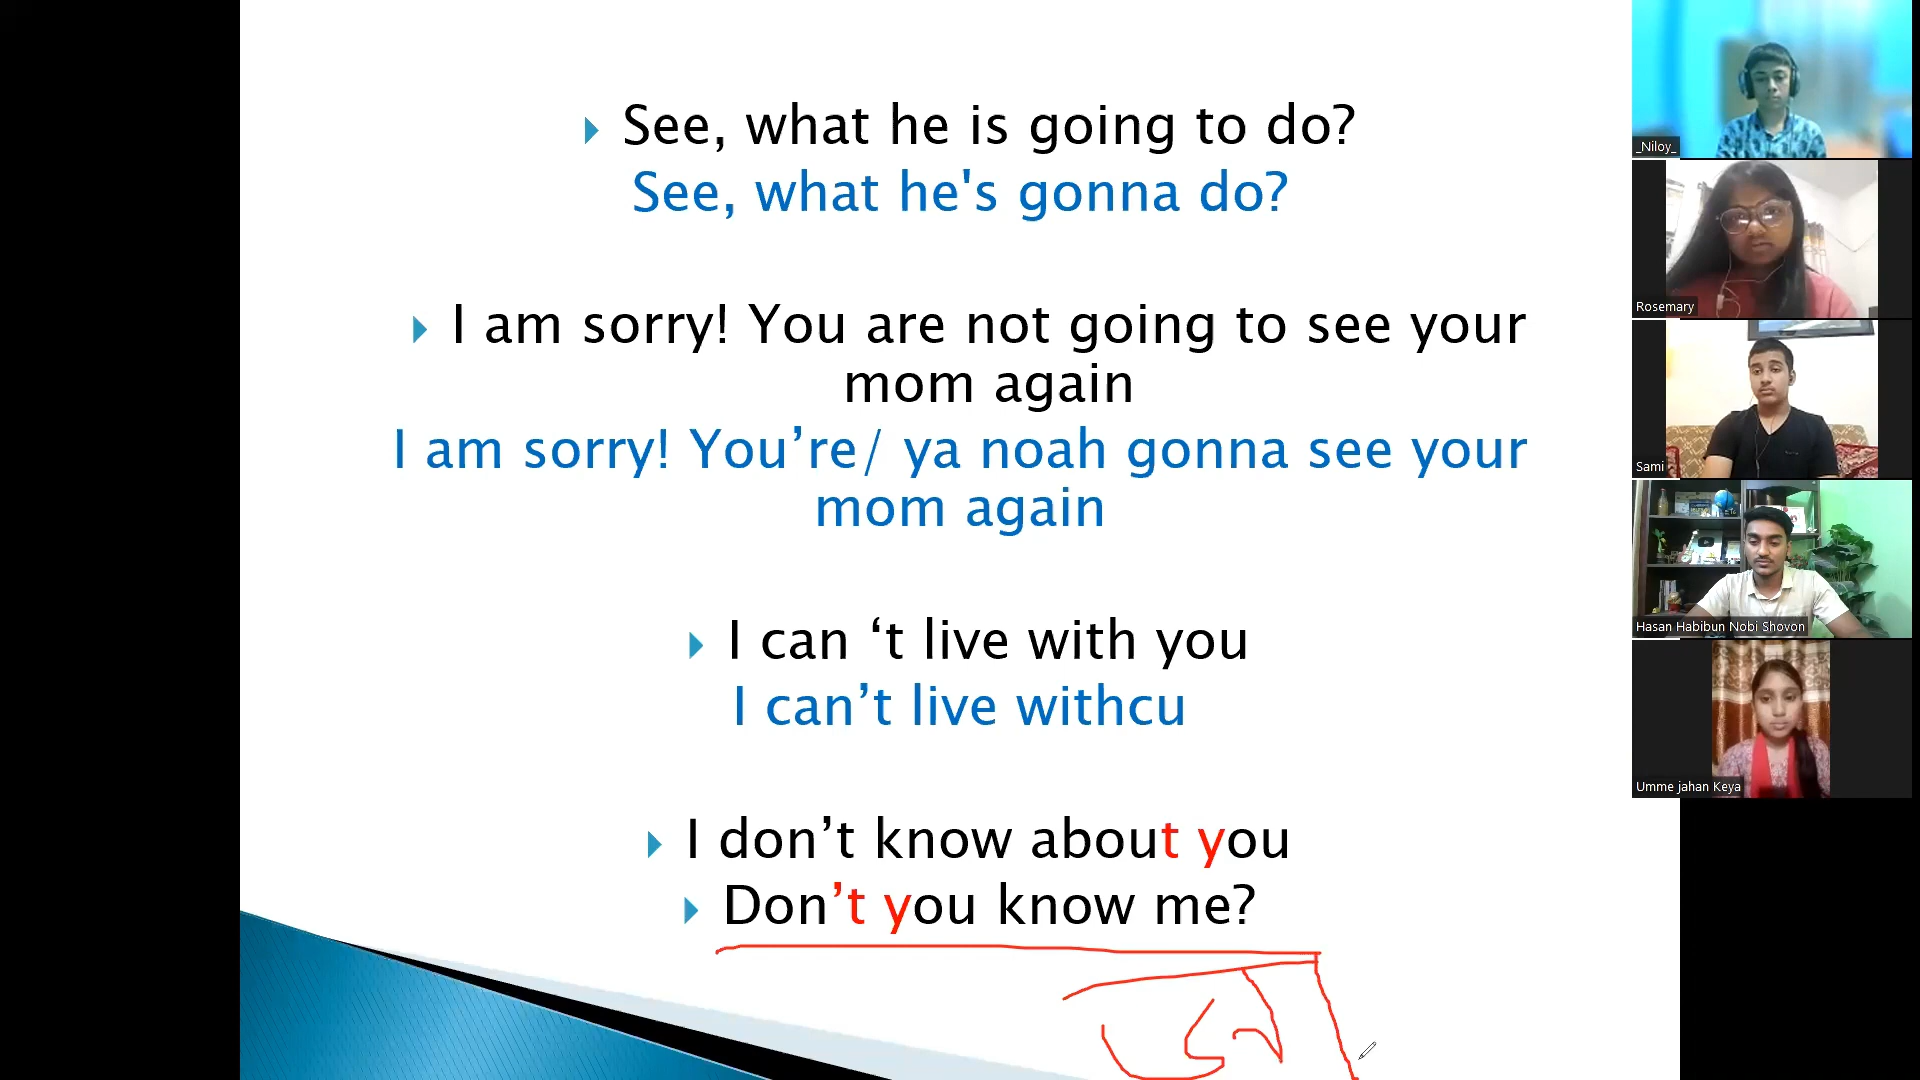 See, what he is going to do?
See, what he's gonna do?
I am sorry! You are not going to see your
mom again
I am sorry! You’re/ ya noah gonna see your
mom again
I can ‘t live with you
I can’t live withcu
I don’t know about you
Don’t you know me?
_Niloy_
Rosemary
Sami
Hasan Habibun Nobi Shovon
Umme jahan Keya